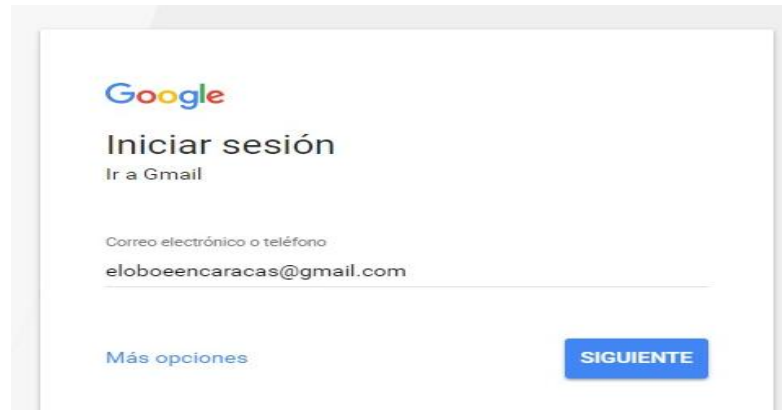 Google
Iniciar sesión
Ir a Gmail
Correo electrónico o teléfono
eloboeencaracas@gmail.com
Más opciones
SIGUIENTE